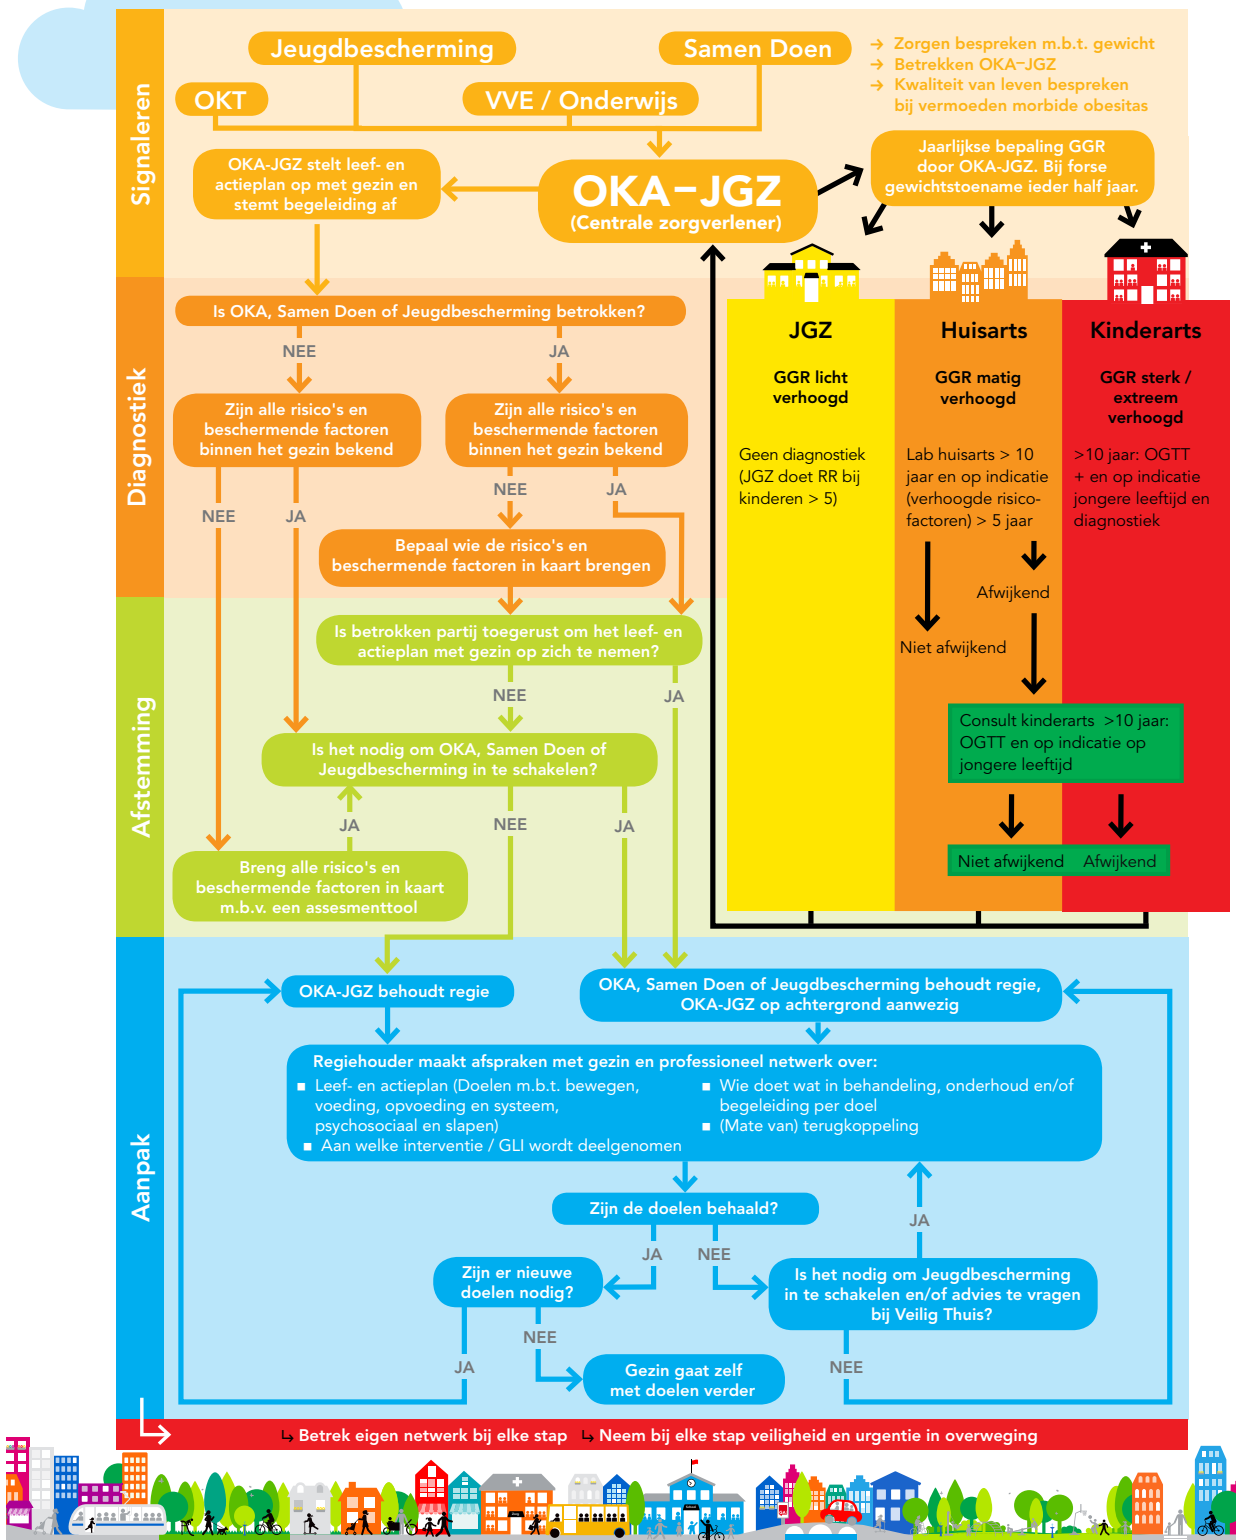 Signaleren
Jeugdbescherming
Samen Doen
OKT
VVE / Onderwijs
→ Zorgen bespreken m.b.t. gewicht
→ Betrekken OKA–JGZ
→ Kwaliteit van leven bespreken
bij vermoeden morbide obesitas
OKA-JGZ stelt leef- en
actieplan op met gezin en
stemt begeleiding af
OKA–JGZ
(Centrale zorgverlener)
Jaarlijkse bepaling GGR
door OKA-JGZ. Bij forse
gewichtstoename ieder half jaar.
Diagnostiek
Is OKA, Samen Doen of Jeugdbescherming betrokken?
NEE
JA
Zijn alle risico's en
beschermende factoren
binnen het gezin bekend
Zijn alle risico's en
beschermende factoren
binnen het gezin bekend
NEE
JA
NEE
JA
Bepaal wie de risico's en
beschermende factoren in kaart brengen
JGZ
GGR licht
verhoogd
Geen diagnostiek
(JGZ doet RR bij
kinderen > 5)
Huisarts
GGR matig
verhoogd
Lab huisarts > 10
jaar en op indicatie
(verhoogde risico-
factoren) > 5 jaar
Afwijkend
Niet afwijkend
Kinderarts
GGR sterk /
extreem
verhoogd
>10 jaar: OGTT
+ en op indicatie
jongere leeftijd en
diagnostiek
Consult kinderarts >10 jaar:
OGTT en op indicatie op
jongere leeftijd
Niet afwijkend
Afwijkend
Afstemming
Is betrokken partij toegerust om het leef- en
actieplan met gezin op zich te nemen?
NEE
JA
Is het nodig om OKA, Samen Doen of
Jeugdbescherming in te schakelen?
JA
NEE
JA
Breng alle risico's en
beschermende factoren in kaart
m.b.v. een assesmenttool
Aanpak
OKA-JGZ behoudt regie
OKA, Samen Doen of Jeugdbescherming behoudt regie,
OKA-JGZ op achtergrond aanwezig
Regiehouder maakt afspraken met gezin en professioneel netwerk over:
■ Leef- en actieplan (Doelen m.b.t. bewegen,
voeding, opvoeding en systeem,
psychosociaal en slapen)
■ Aan welke interventie / GLI wordt deelgenomen
■ Wie doet wat in behandeling, onderhoud en/of
begeleiding per doel
■ (Mate van) terugkoppeling
Zijn de doelen behaald?
JA
JA
NEE
Zijn er nieuwe
doelen nodig?
Is het nodig om Jeugdbescherming
in te schakelen en/of advies te vragen
bij Veilig Thuis?
NEE
JA
NEE
Gezin gaat zelf
met doelen verder
↳ Betrek eigen netwerk bij elke stap ↳ Neem bij elke stap veiligheid en urgentie in overweging